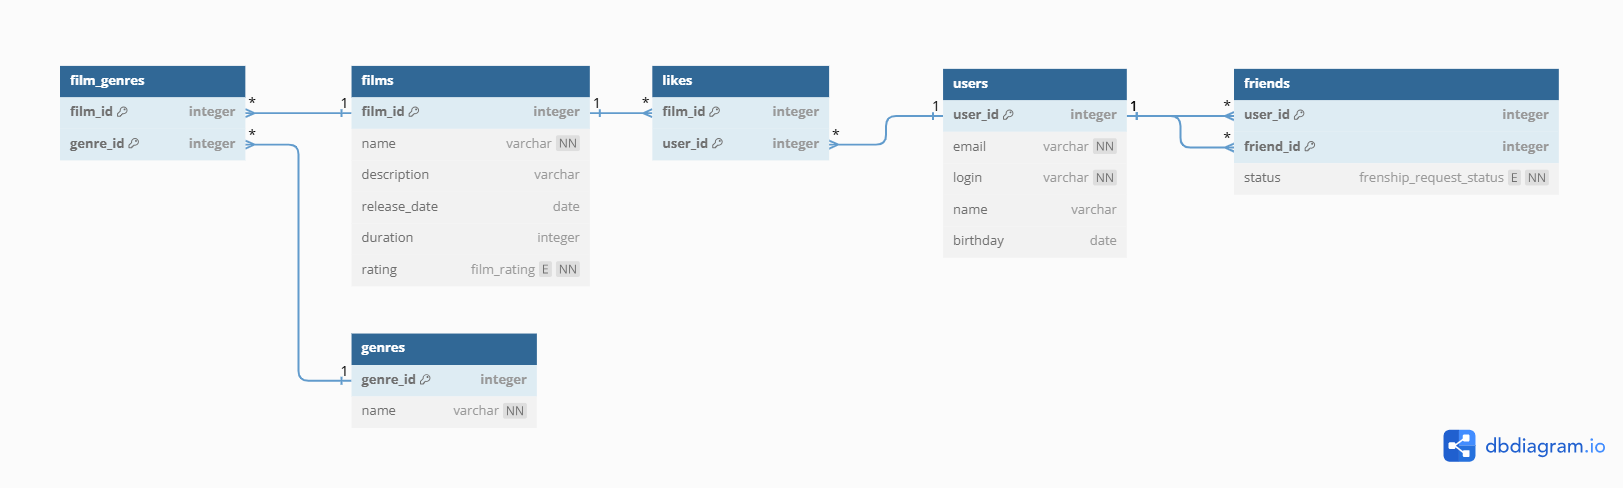 film_genres
film_id integer
genre_id integer
* 1
*
films
film_id integer
name varchar NN
description varchar
release_date date
duration integer
rating film_rating E NN
1 *
likes
film_id integer
user_id integer
* 1
users
user_id integer
email varchar NN
login varchar NN
name varchar
birthday date
1 *
*
friends
user_id integer
friend_id integer
status frenship_request_status E NN
1
genres
genre_id integer
name varchar NN
dbdiagram.io